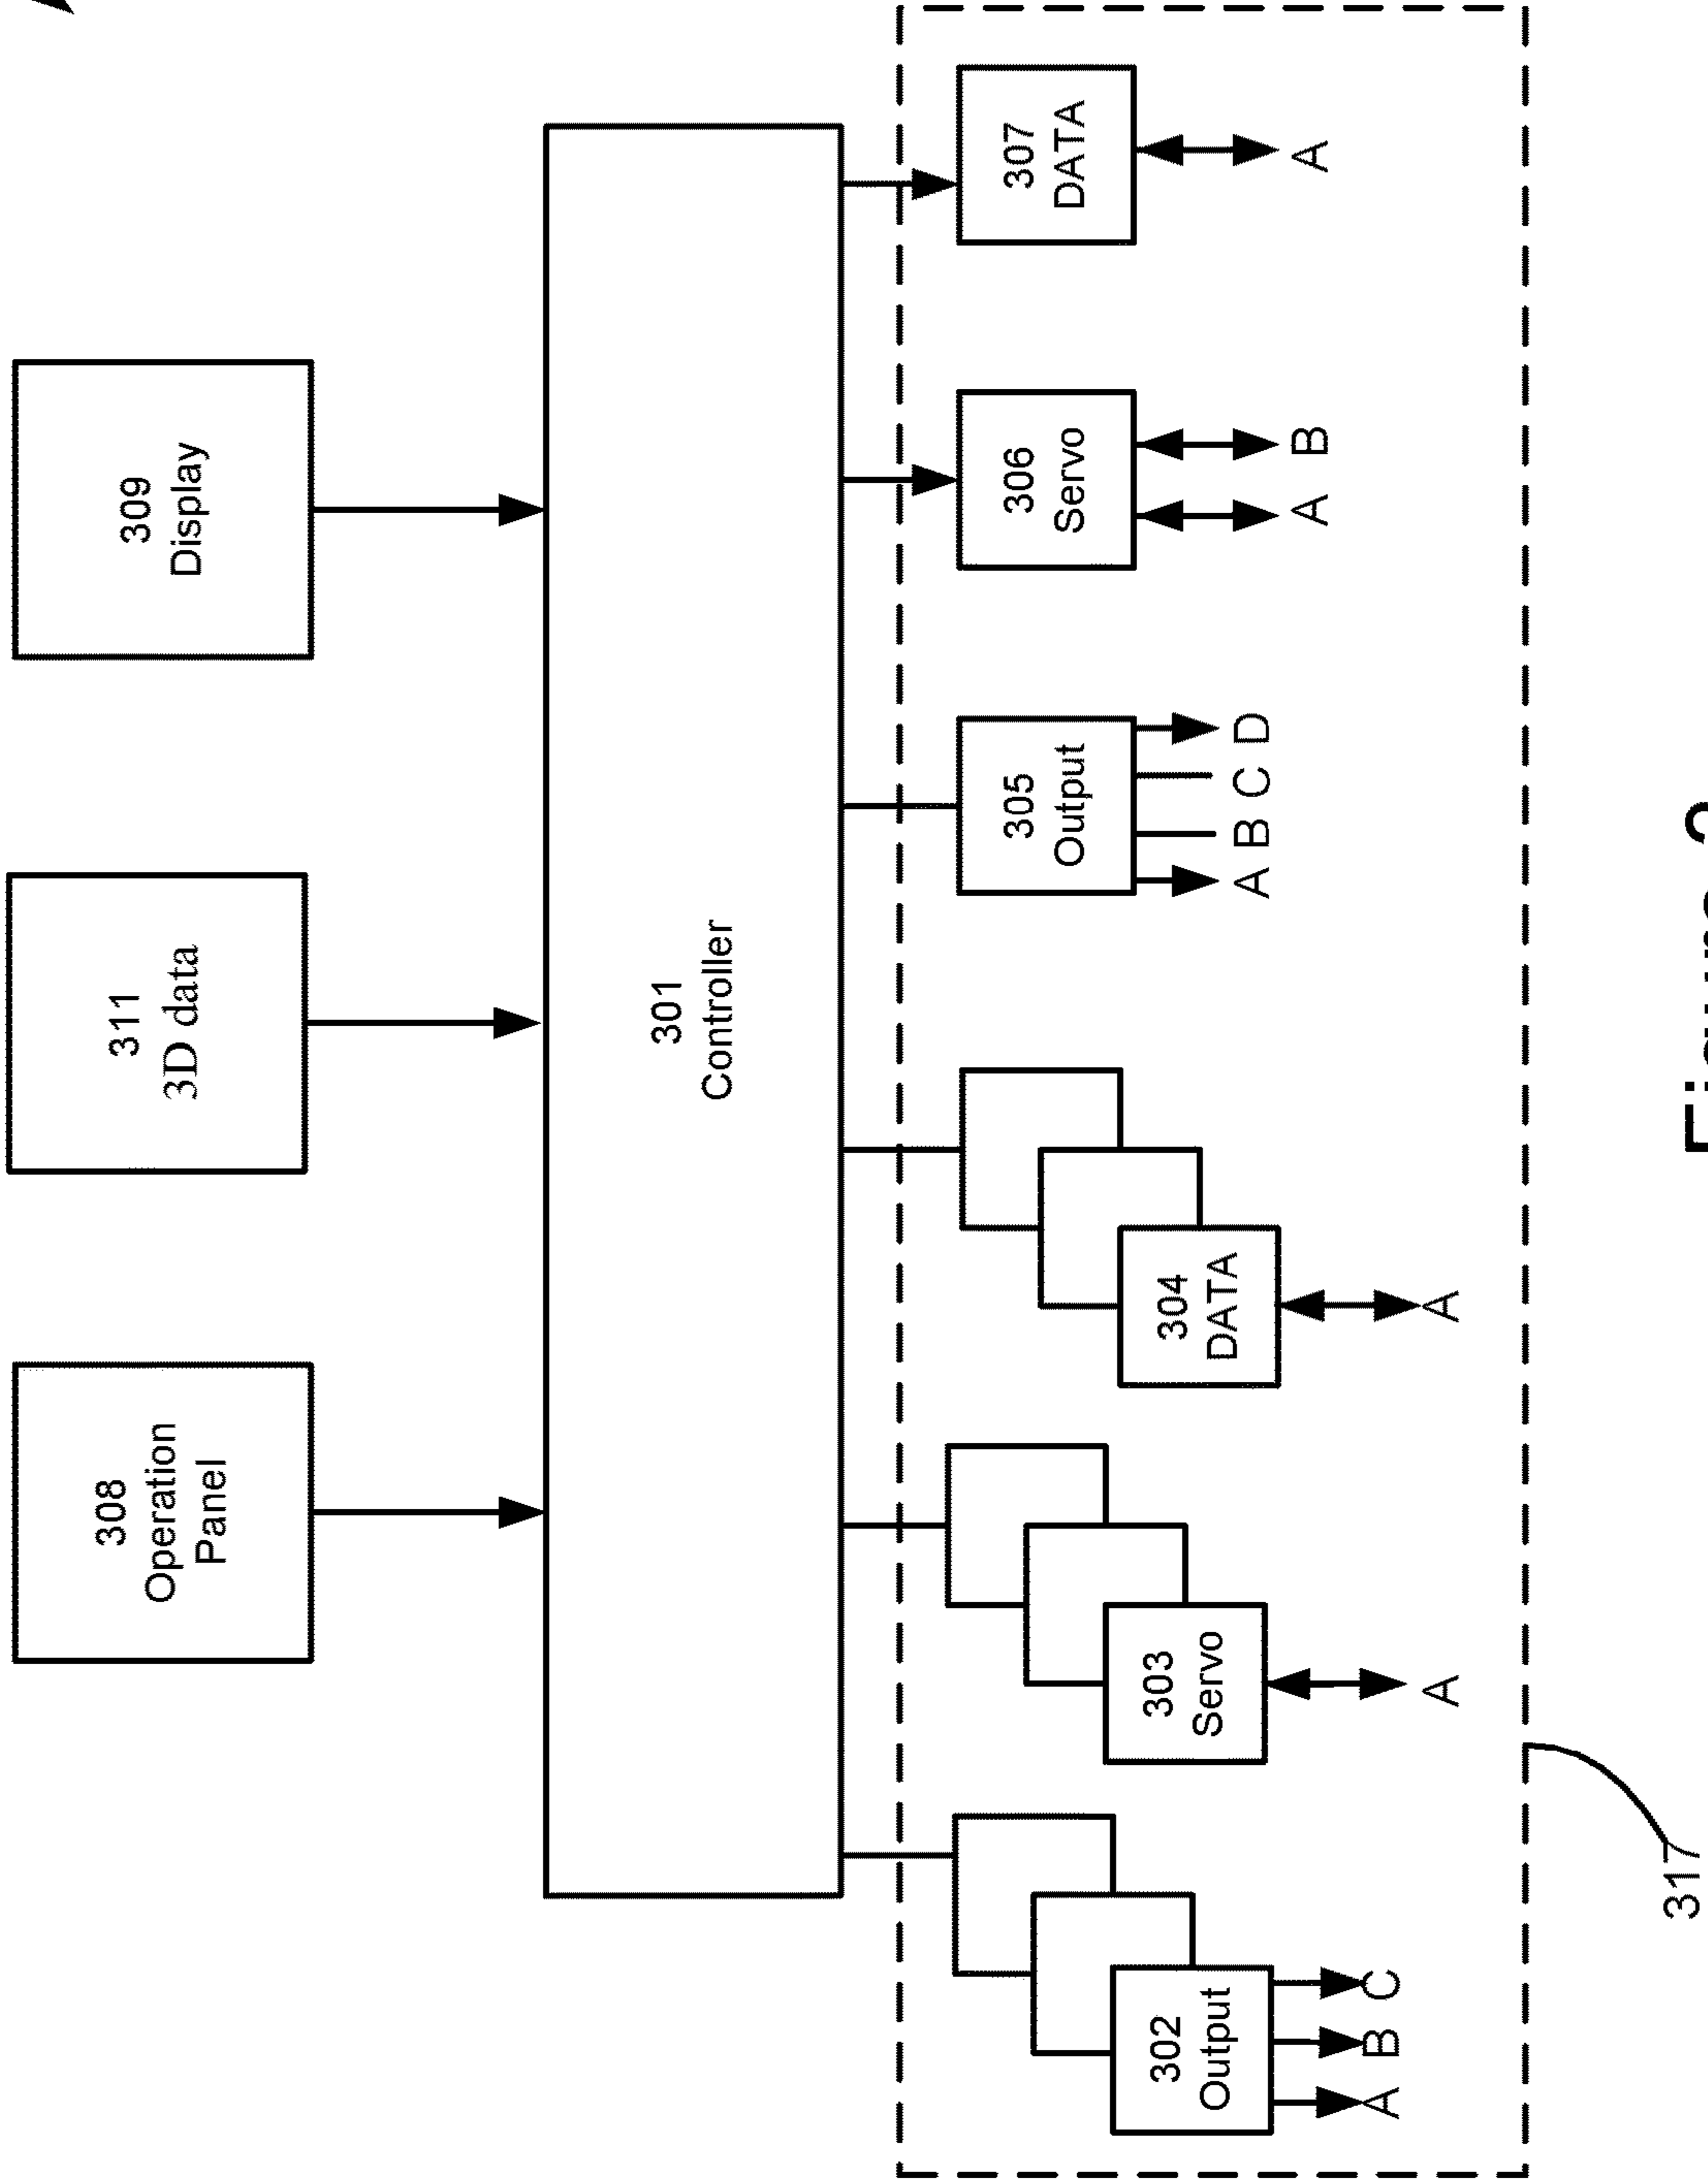 308
Operation
Panel
311
3D data
309
Display
301
Controller
302
Output
A B C
303
Servo
A
304
DATA
A
305
Output
A B C D
306
Servo
A B
307
DATA
A
317